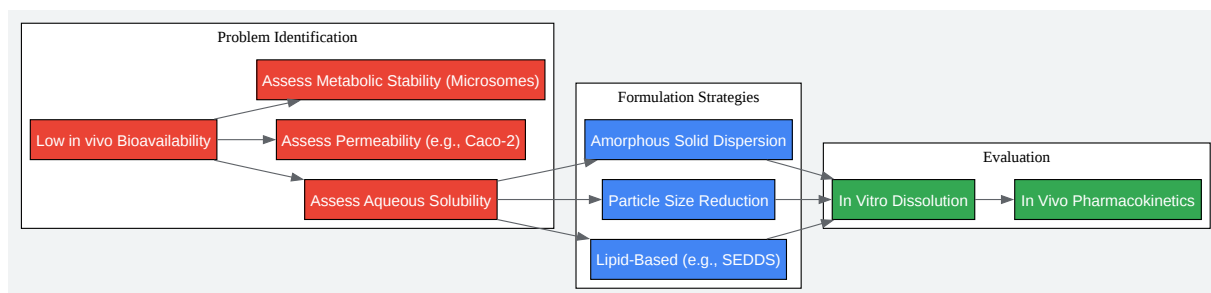 Problem Identification
Low in vivo Bioavailability
Assess Metabolic Stability (Microsomes)
Assess Permeability (e.g., Caco-2)
Assess Aqueous Solubility
Formulation Strategies
Amorphous Solid Dispersion
Particle Size Reduction
Lipid-Based (e.g., SEDDS)
Evaluation
In Vitro Dissolution
In Vivo Pharmacokinetics